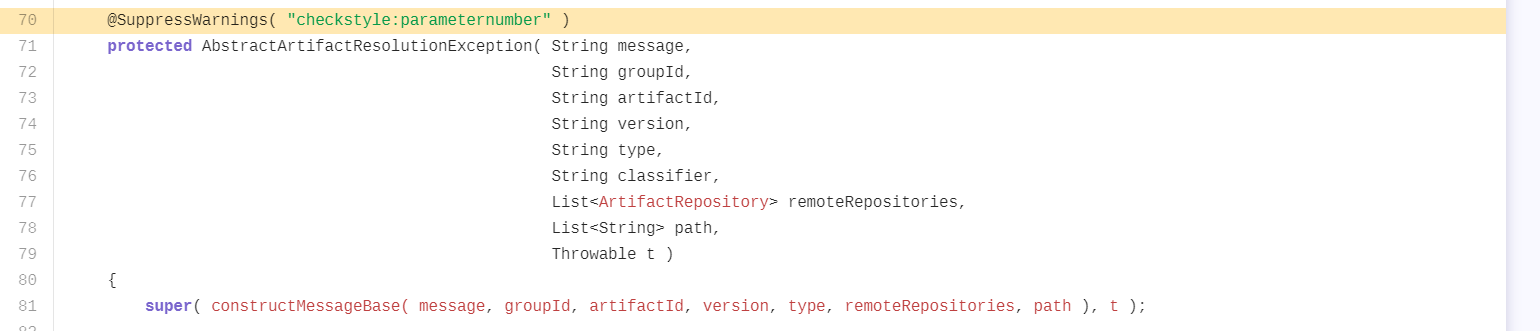 70 @SuppressWarnings( "checkstyle:parameternumber" )
71 protected AbstractArtifactResolutionException( String message,
72 String groupId,
73 String artifactId,
74 String version,
75 String type,
76 String classifier,
77 List<ArtifactRepository> remoteRepositories,
78 List<String> path,
79 Throwable t )
80 {
81 super( constructMessageBase( message, groupId, artifactId, version, type, remoteRepositories, path ), t );